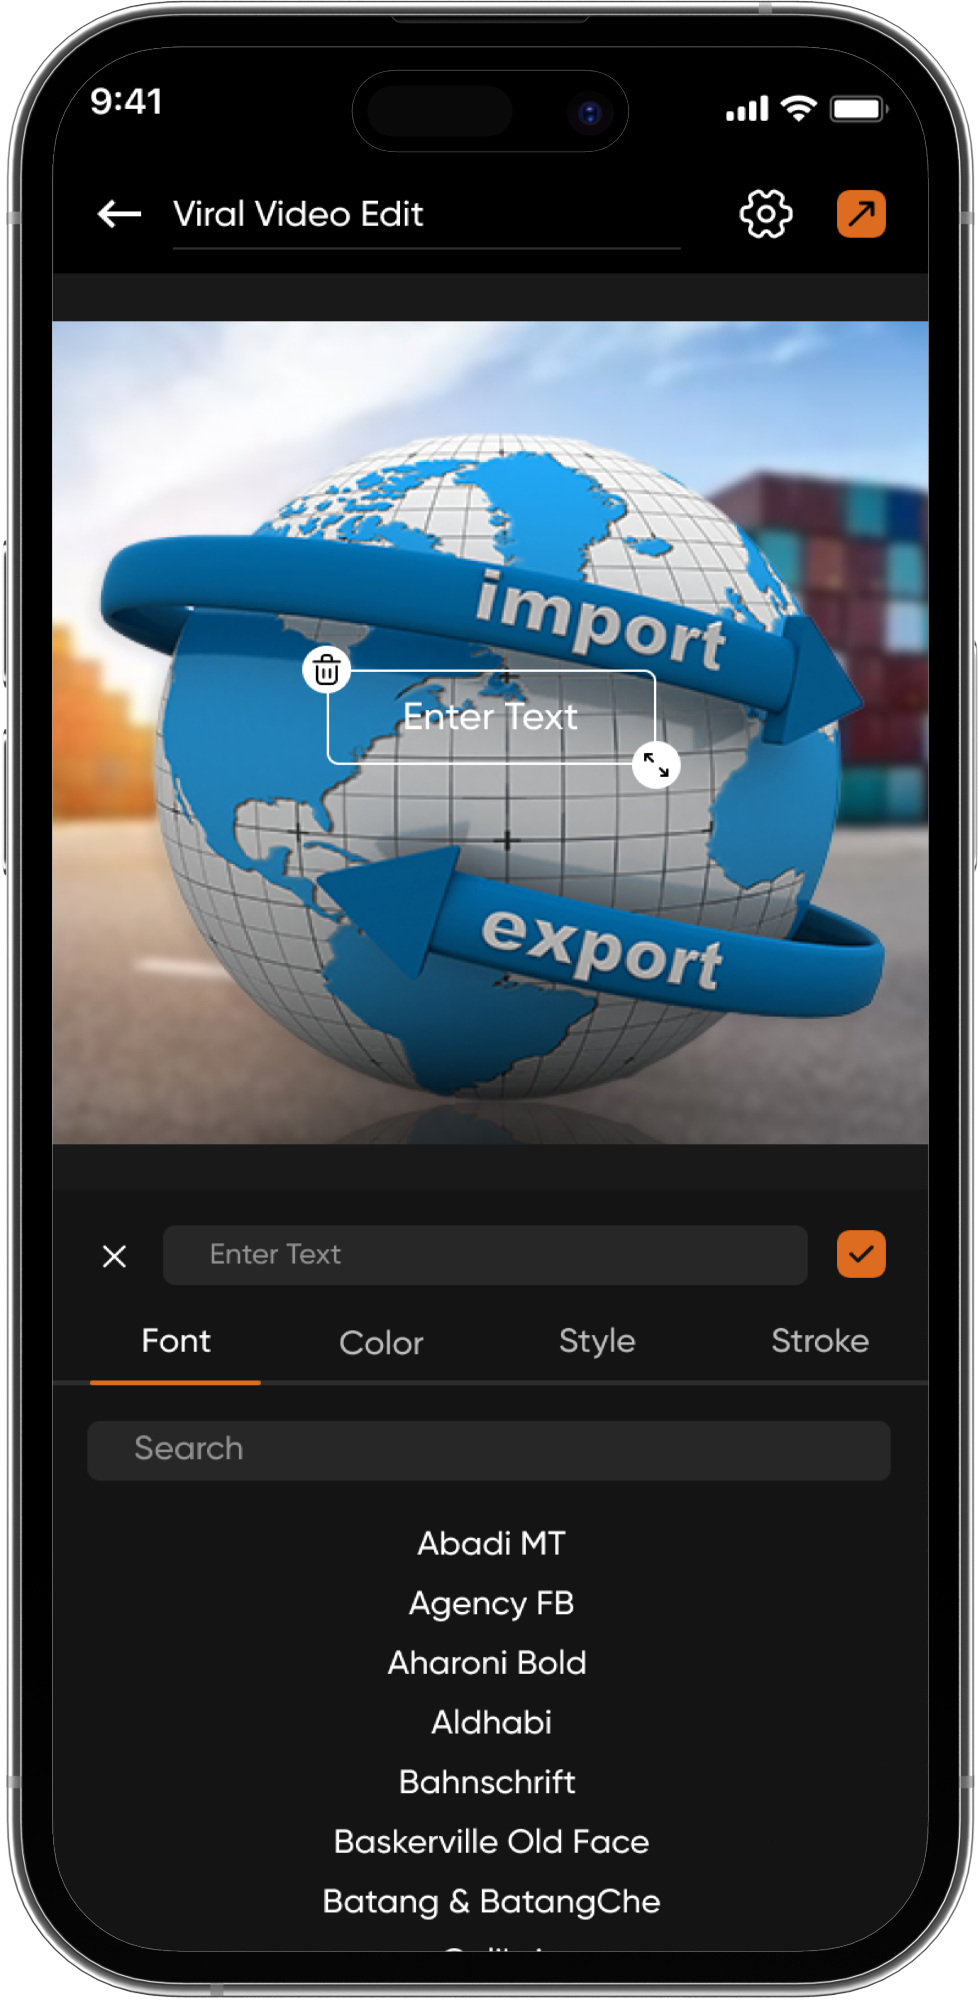 9:41
Viral Video Edit
import
Enter Text
export
Enter Text
Font Color Style Stroke
Search
Abadi MT
Agency FB
Aharoni Bold
Aldhabi
Bahnschrift
Baskerville Old Face
Batang & BatangChe